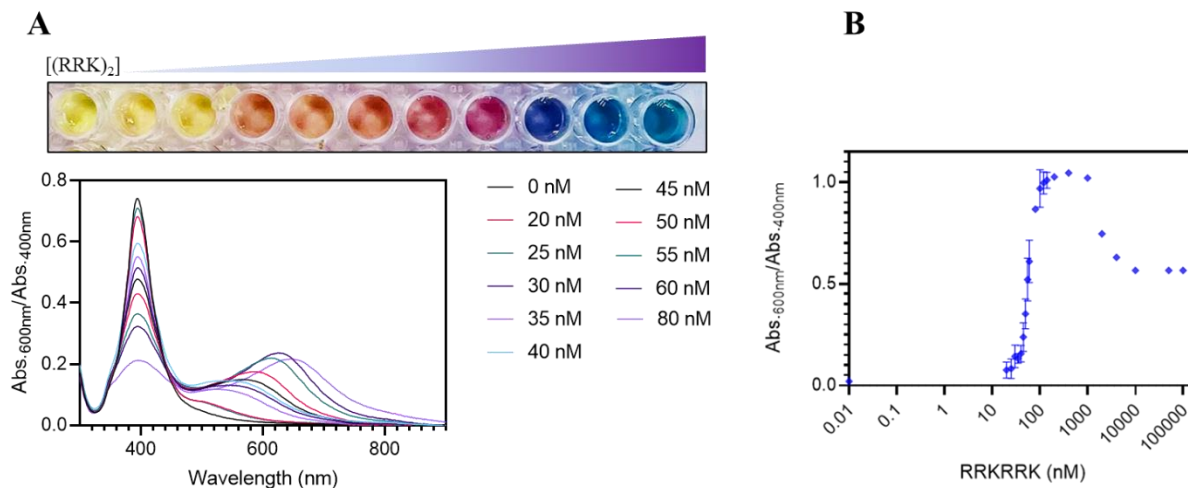 A
B
[(RRK)₂]
Abs.600nm/Abs.400nm
0.8
0.6
0.4
0.2
0.0
400
600
800
Wavelength (nm)
0 nM
20 nM
25 nM
30 nM
35 nM
40 nM
45 nM
50 nM
55 nM
60 nM
80 nM
Abs.600nm/Abs.400nm
1.0
0.5
0.0
0.01
0.1
1
10
100
1000
10000
100000
RRKRRK (nM)